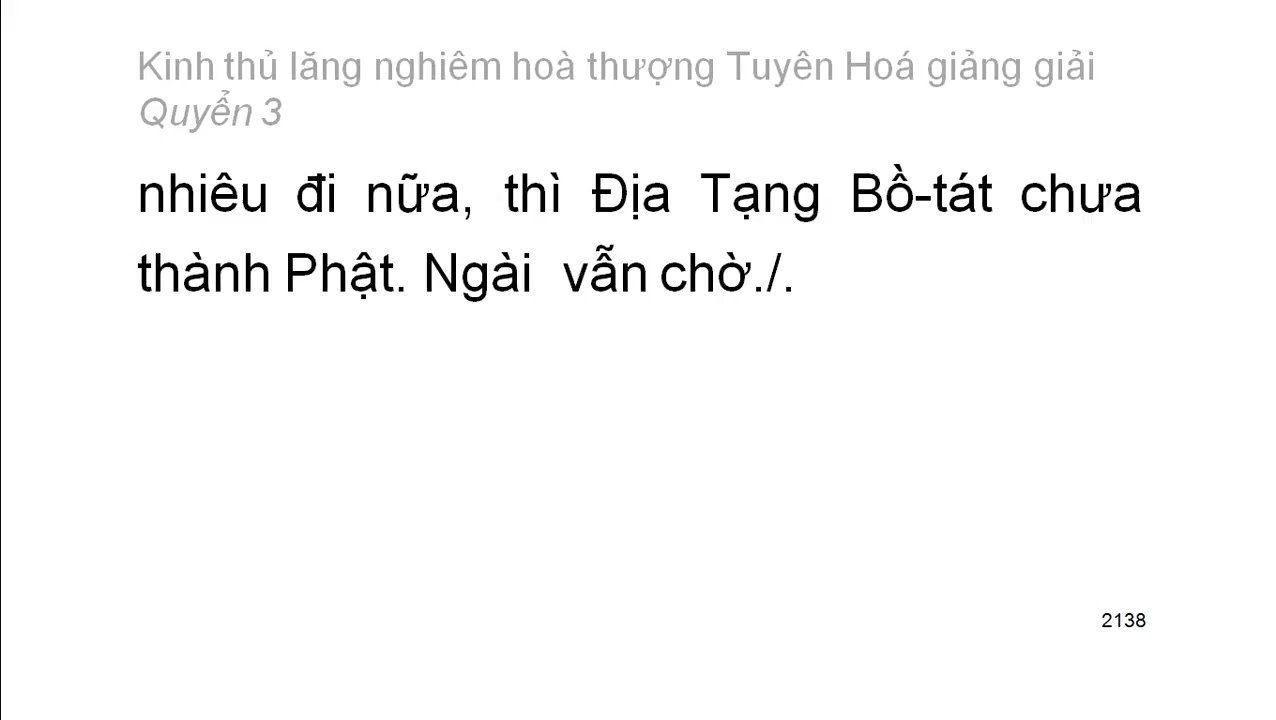 Kinh thủ lăng nghiêm hoà thượng Tuyên Hoá giảng giải
Quyển 3
nhiêu đi nữa, thì Địa Tạng Bồ-tát chưa
thành Phật. Ngài vẫn chờ./.
2138